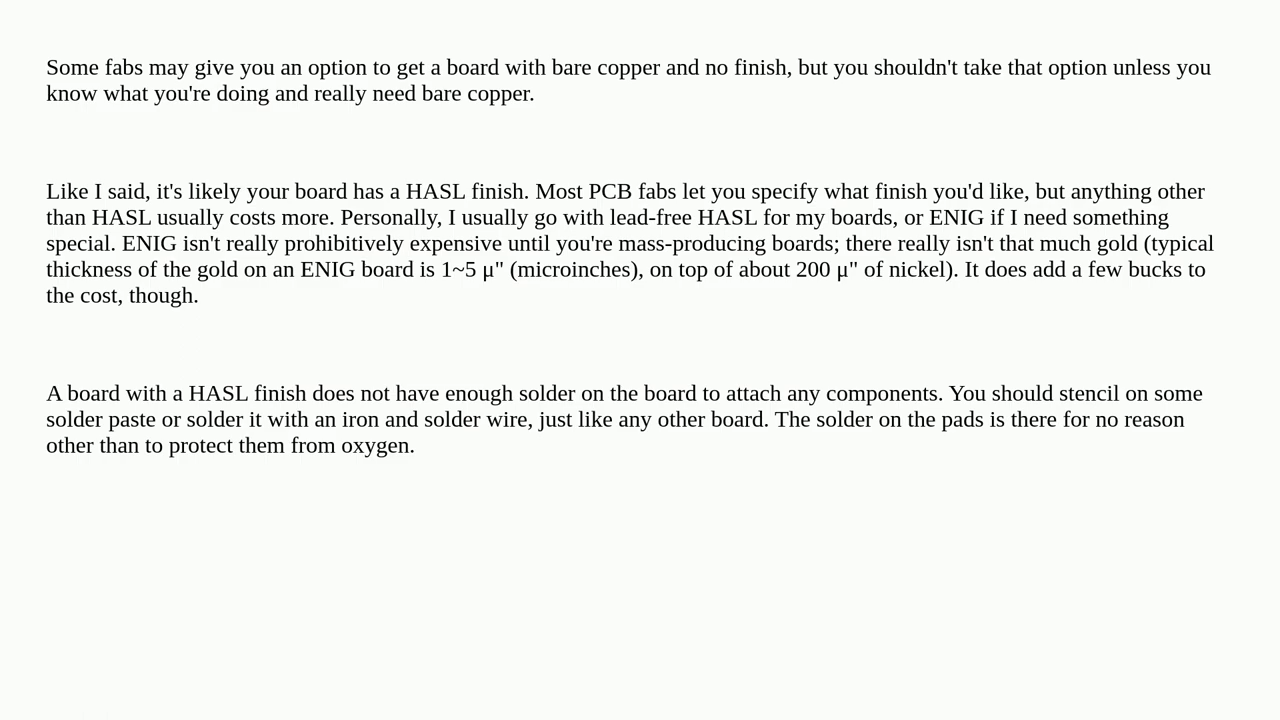 Some fabs may give you an option to get a board with bare copper and no finish, but you shouldn't take that option unless you
know what you're doing and really need bare copper.
Like I said, it's likely your board has a HASL finish. Most PCB fabs let you specify what finish you'd like, but anything other
than HASL usually costs more. Personally, I usually go with lead-free HASL for my boards, or ENIG if I need something
special. ENIG isn't really prohibitively expensive until you're mass-producing boards; there really isn't that much gold (typical
thickness of the gold on an ENIG board is 1~5 μ" (microinches), on top of about 200 μ" of nickel). It does add a few bucks to
the cost, though.
A board with a HASL finish does not have enough solder on the board to attach any components. You should stencil on some
solder paste or solder it with an iron and solder wire, just like any other board. The solder on the pads is there for no reason
other than to protect them from oxygen.